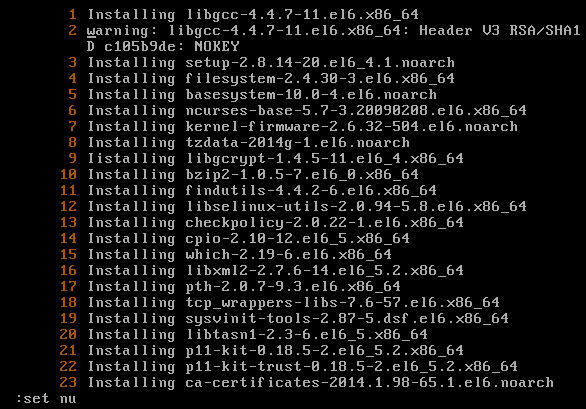 1 Installing libgcc-4.4.7-11.el6.x86_64
2 warning: libgcc-4.4.7-11.el6.x86_64: Header V3 RSA/SHA1
D c105b9de: NOKEY
3 Installing setup-2.8.14-20.el6_4.1.noarch
4 Installing filesystem-2.4.30-3.el6.x86_64
5 Installing basesystem-10.0-4.el6.noarch
6 Installing ncurses-base-5.7-3.20090208.el6.x86_64
7 Installing kernel-firmware-2.6.32-504.el6.noarch
8 Installing tzdata-2014g-1.el6.noarch
9 Iistalling libgcrypt-1.4.5-11.el6_4.x86_64
10 Installing bzip2-1.0.5-7.el6_0.x86_64
11 Installing findutils-4.4.2-6.el6.x86_64
12 Installing libselinux-utils-2.0.94-5.8.el6.x86_64
13 Installing checkpolicy-2.0.22-1.el6.x86_64
14 Installing cpio-2.10-12.el6_5.x86_64
15 Installing which-2.19-6.el6.x86_64
16 Installing libxml2-2.7.6-14.el6_5.2.x86_64
17 Installing pth-2.0.7-9.3.el6.x86_64
18 Installing tcp_wrappers-libs-7.6-57.el6.x86_64
19 Installing sysvinit-tools-2.87-5.dsf.el6.x86_64
20 Installing libtasn1-2.3-6.el6_5.x86_64
21 Installing p11-kit-0.18.5-2.el6_5.2.x86_64
22 Installing p11-kit-trust-0.18.5-2.el6_5.2.x86_64
23 Installing ca-certificates-2014.1.98-65.1.el6.noarch
:set nu